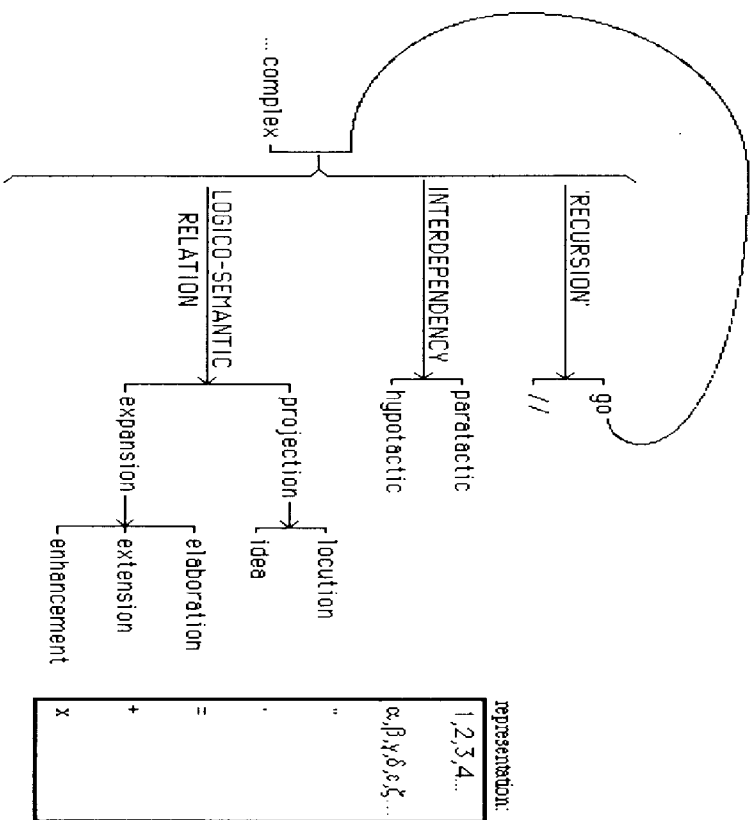 ... complex
'RECURSION'
go
//
INTERDEPENDENCY
paratactic
hypotactic
LOGICO-SEMANTIC
RELATION
projection
locution
idea
expansion
elaboration
extension
enhancement
representation:
1,2,3,4...
α,β,γ,δ,ε,ζ...
"
'
=
+
x